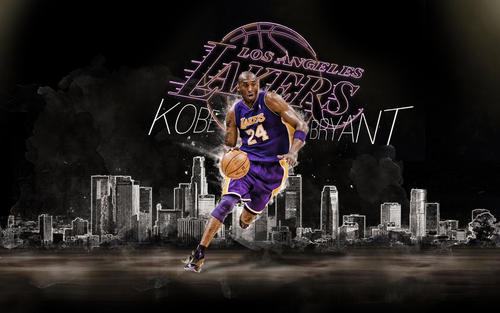 LOS ANGELES
LAKERS
KOBE BRYANT
LAKERS
24